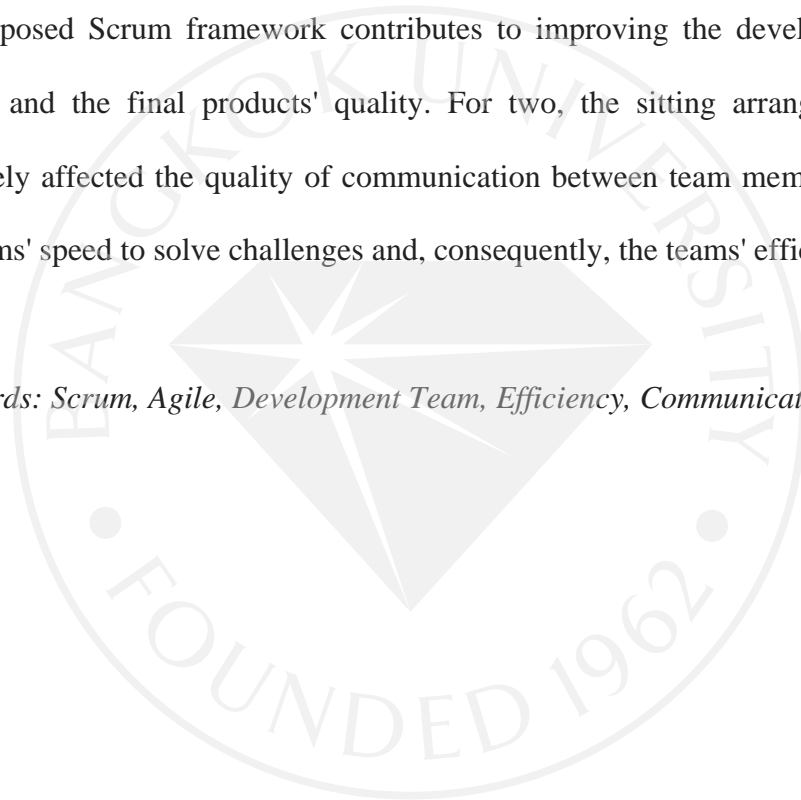 posed Scrum framework contributes to improving the devel
and the final products' quality. For two, the sitting arrang
ely affected the quality of communication between team mem
ms' speed to solve challenges and, consequently, the teams' effic
rds: Scrum, Agile, Development Team, Efficiency, Communicat
BANGKOK UNIVERSITY
FOUNDED 1962